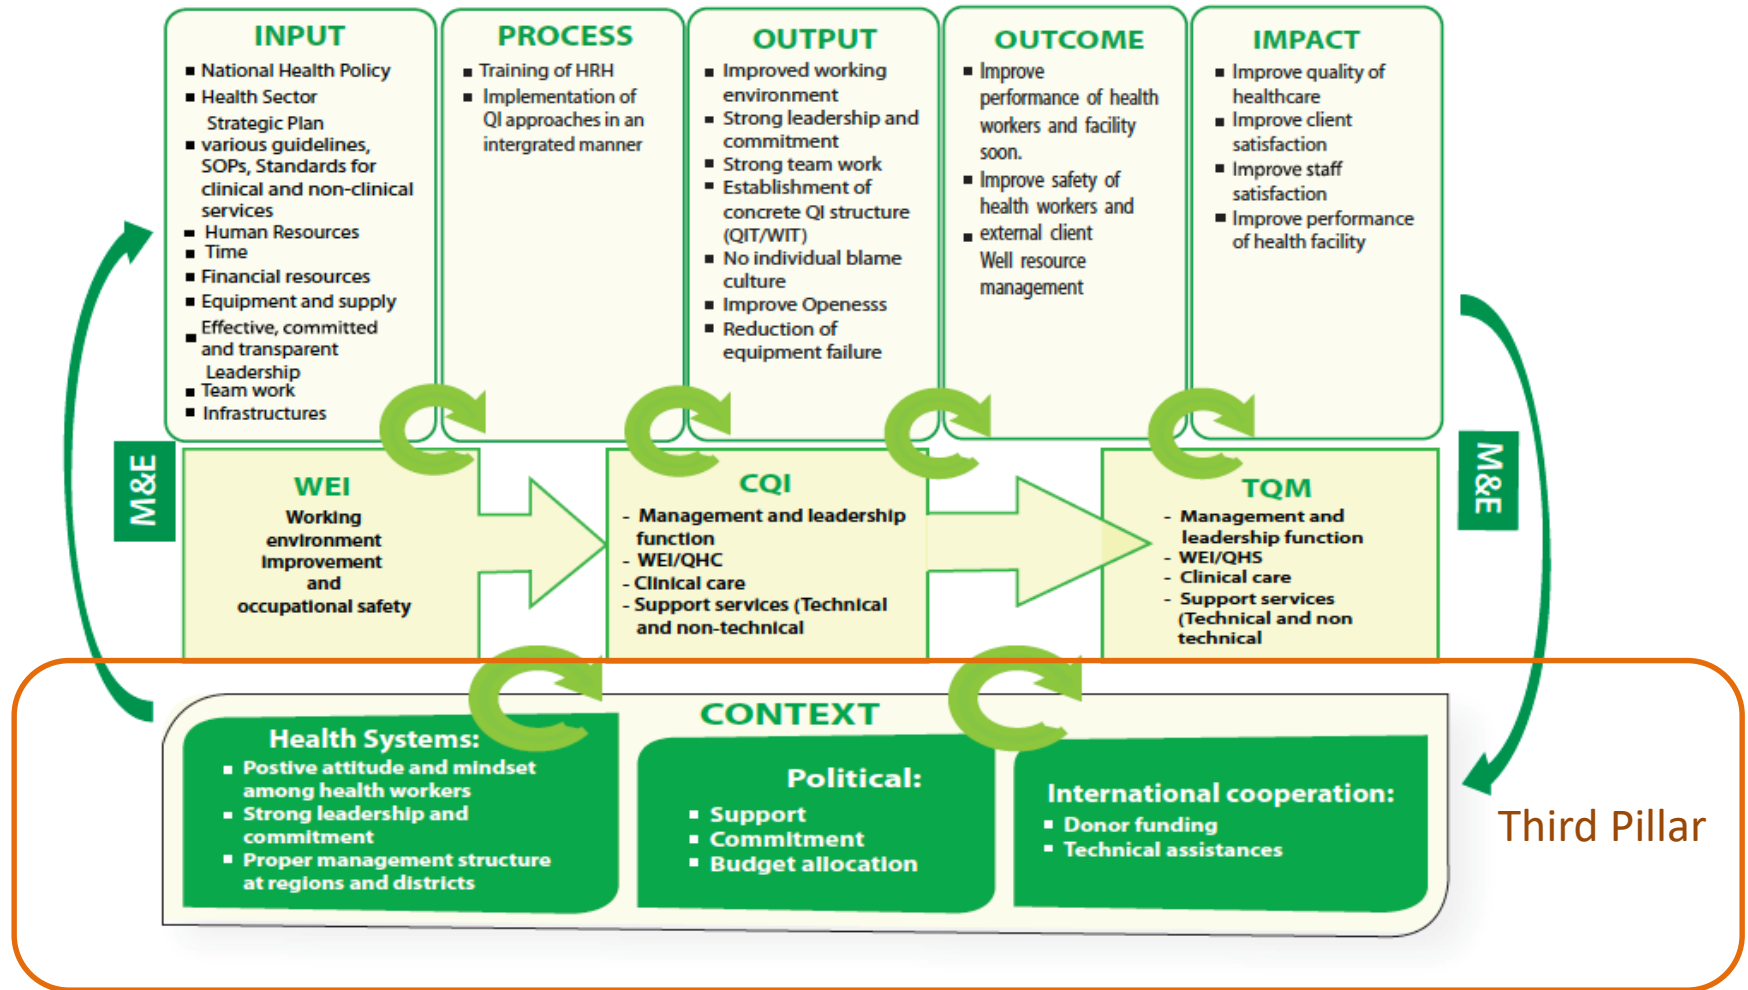 INPUT
▪ National Health Policy
▪ Health Sector
Strategic Plan
▪ various guidelines,
SOPs, Standards for
clinical and non-clinical
services
▪ Human Resources
▪ Time
▪ Financial resources
▪ Equipment and supply
▪ Effective, committed
and transparent
Leadership
▪ Team work
▪ Infrastructures
PROCESS
▪ Training of HRH
▪ Implementation of
QI approaches in an
intergrated manner
OUTPUT
▪ Improved working
environment
▪ Strong leadership and
commitment
▪ Strong team work
▪ Establishment of
concrete QI structure
(QIT/WIT)
▪ No individual blame
culture
▪ Improve Openesss
▪ Reduction of
equipment failure
OUTCOME
▪ Improve
performance of health
workers and facility
soon.
▪ Improve safety of
health workers and
▪ external client
Well resource
management
IMPACT
▪ Improve quality of
healthcare
▪ Improve client
satisfaction
▪ Improve staff
satisfaction
▪ Improve performance
of health facility
M&E
WEI
Working
environment
improvement
and
occupational safety
CQI
- Management and leadership
function
- WEI/QHC
- Clinical care
- Support services (Technical
and non-technical
TQM
- Management and
leadership function
- WEI/QHS
- Clinical care
- Support services
(Technical and non
technical
M&E
CONTEXT
Health Systems:
▪ Postive attitude and mindset
among health workers
▪ Strong leadership and
commitment
▪ Proper management structure
at regions and districts
Political:
▪ Support
▪ Commitment
▪ Budget allocation
International cooperation:
▪ Donor funding
▪ Technical assistances
Third Pillar